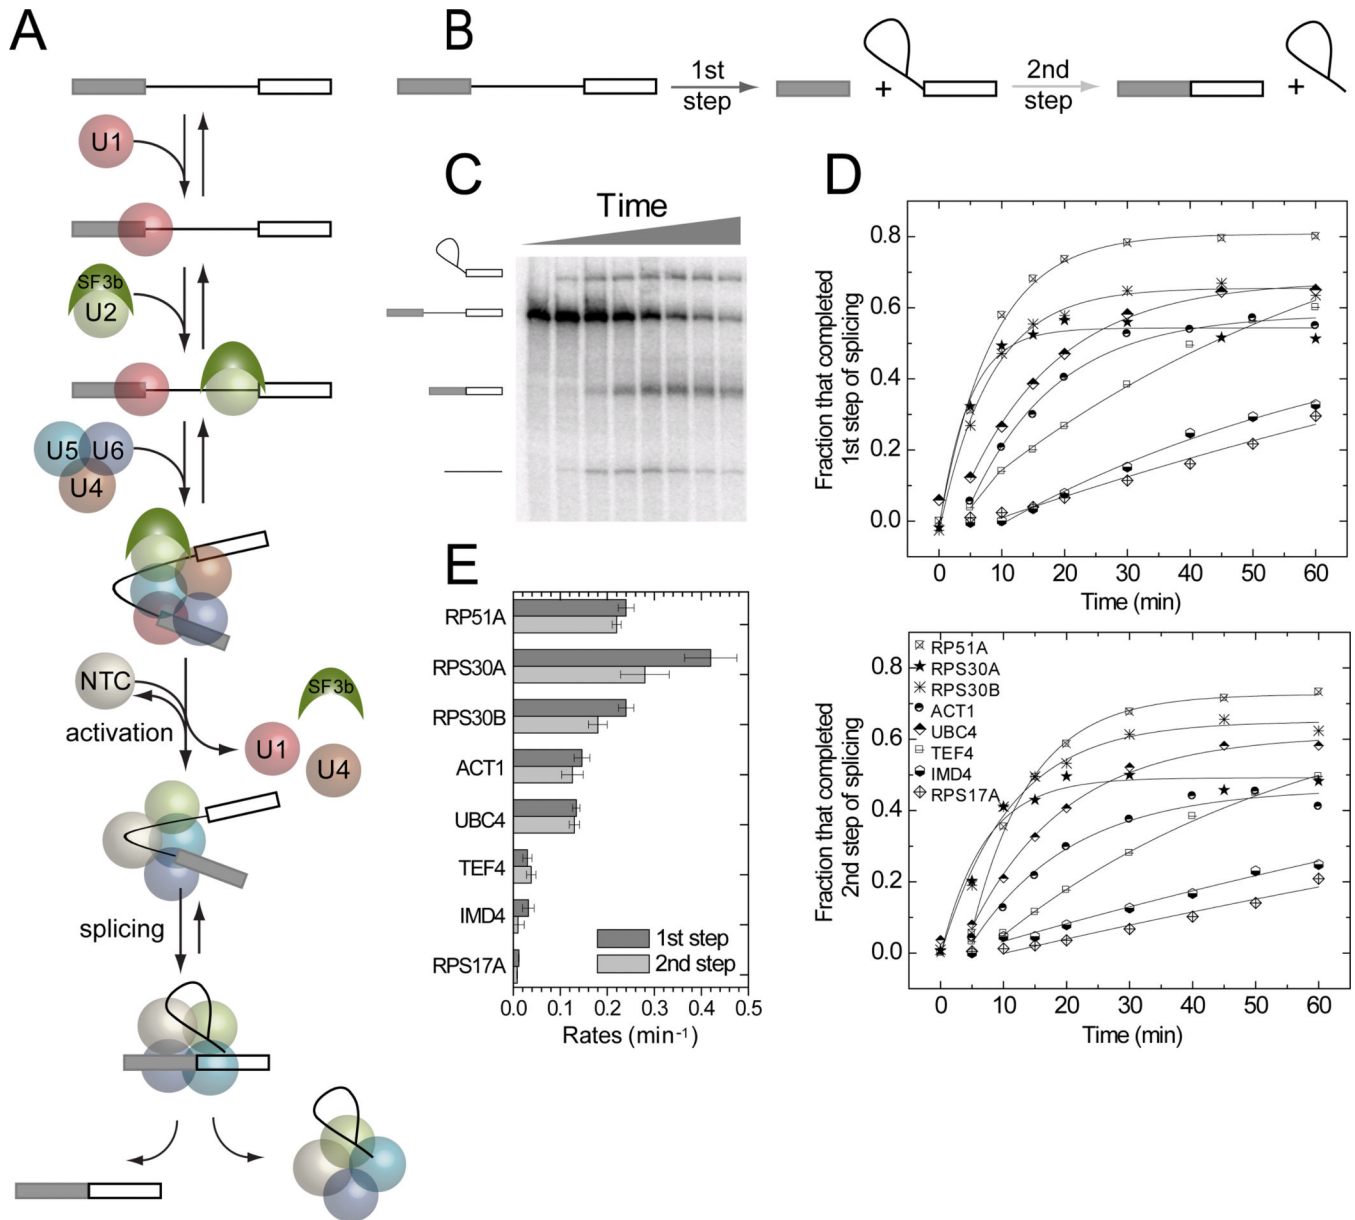 A
U1
SF3b
U2
U5 U6
U4
NTC
activation
SF3b
U1
U4
splicing
B
1st
step
+
2nd
step
+
C
Time
D
Fraction that completed
1st step of splicing
0.8
0.6
0.4
0.2
0.0
0 10 20 30 40 50 60
Time (min)
E
RP51A
RPS30A
RPS30B
ACT1
UBC4
TEF4
IMD4
RPS17A
1st step
2nd step
0.0 0.1 0.2 0.3 0.4 0.5
Rates (min⁻¹)
Fraction that completed
2nd step of splicing
0.8
0.6
0.4
0.2
0.0
RP51A
RPS30A
RPS30B
ACT1
UBC4
TEF4
IMD4
RPS17A
0 10 20 30 40 50 60
Time (min)